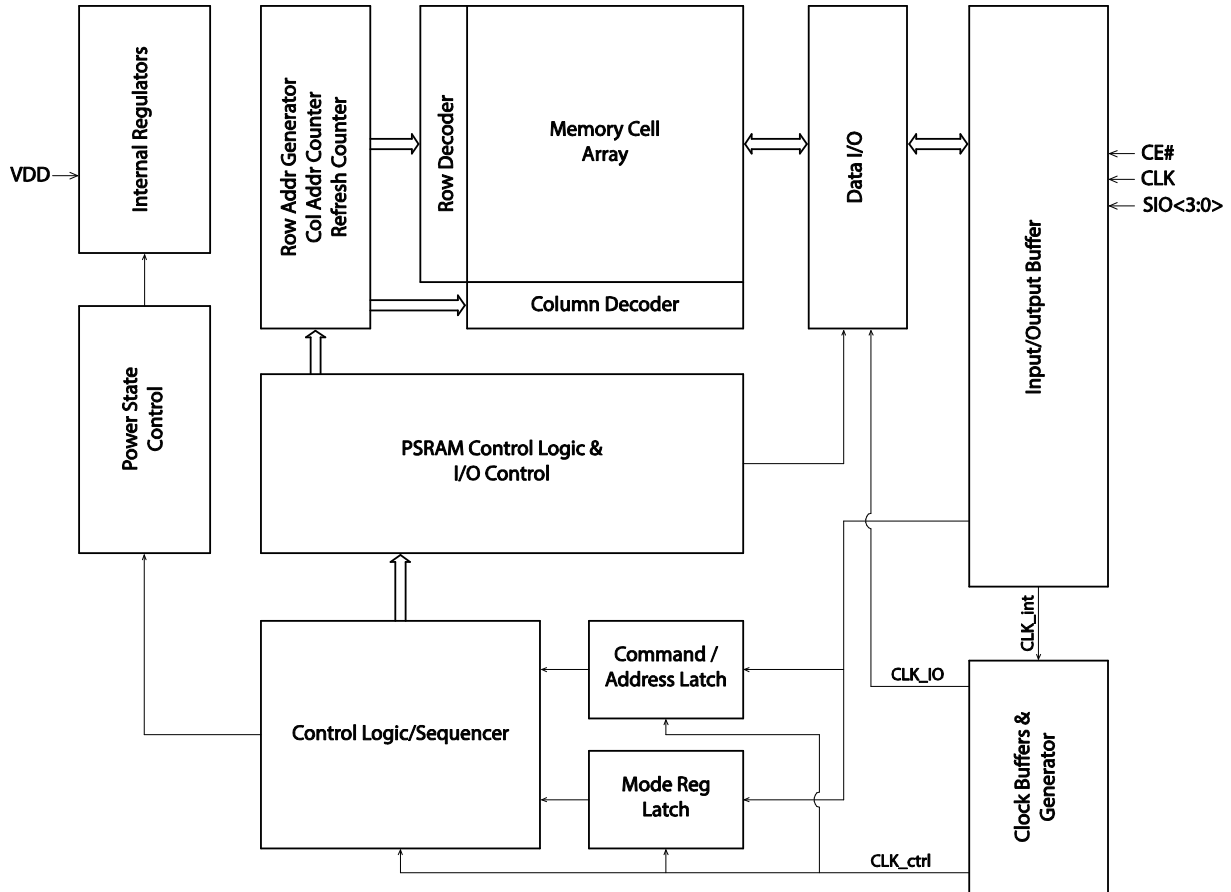 VDD
Internal Regulators
Power State
Control
Row Addr Generator
Col Addr Counter
Refresh Counter
Row Decoder
Memory Cell
Array
Column Decoder
Data I/O
Input/Output Buffer
CE#
CLK
SIO<3:0>
PSRAM Control Logic &
I/O Control
CLK_int
Control Logic/Sequencer
Command /
Address Latch
Mode Reg
Latch
CLK_IO
Clock Buffers &
Generator
CLK_ctrl